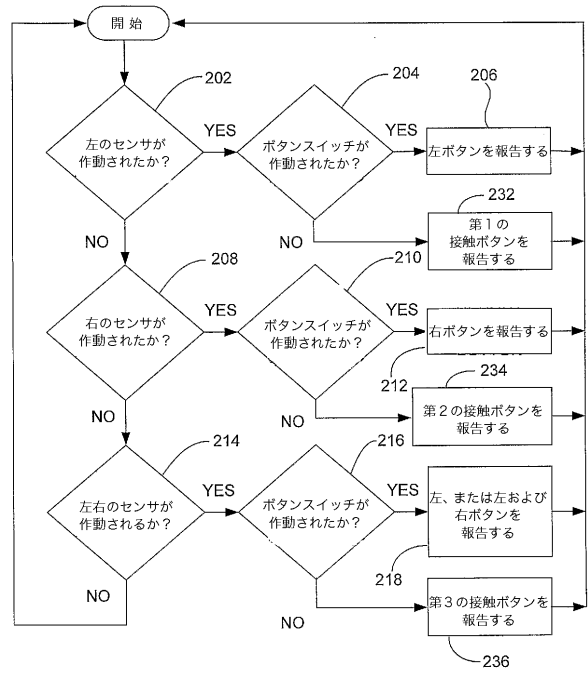 開始
202
204
206
左のセンサが
作動されたか?
YES
ボタンスイッチが
作動されたか?
YES
左ボタンを報告する
NO
NO
232
第1の
接触ボタンを
報告する
208
210
右のセンサが
作動されたか?
YES
ボタンスイッチが
作動されたか?
YES
右ボタンを報告する
212
NO
NO
234
第2の接触ボタンを
報告する
214
216
左右のセンサが
作動されるか?
YES
ボタンスイッチが
作動されたか?
YES
左、または左および
右ボタンを
報告する
218
NO
NO
第3の接触ボタンを
報告する
236